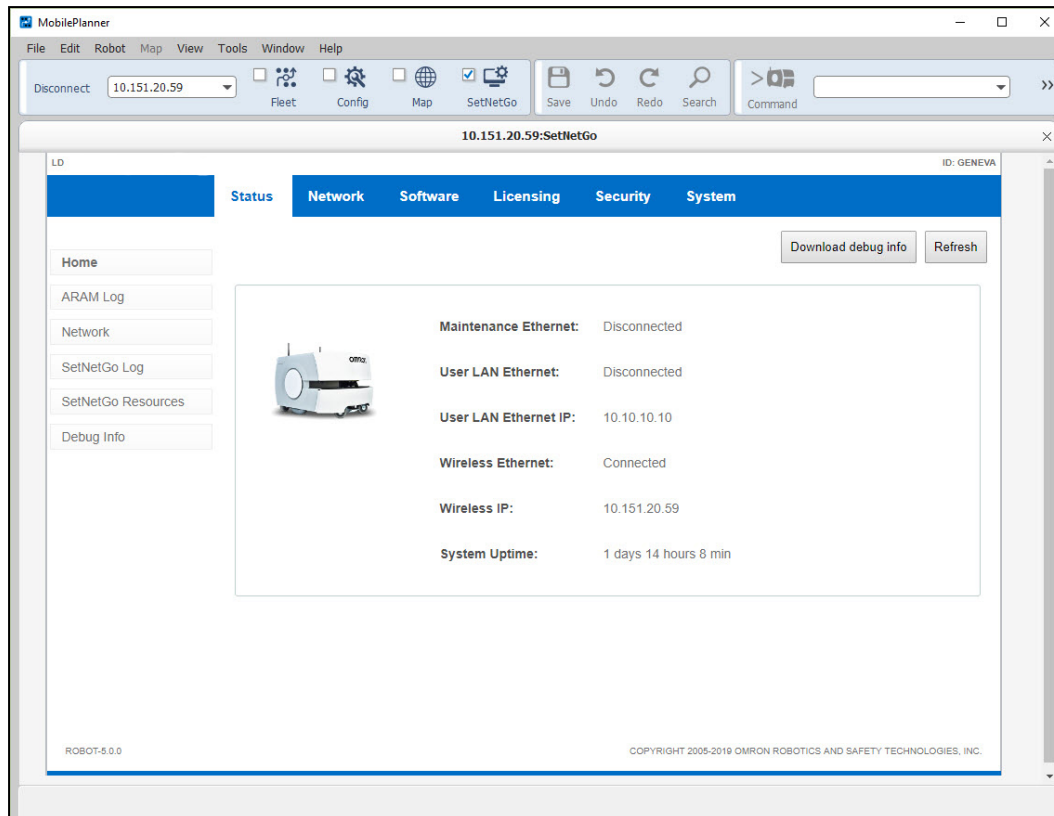 MobilePlanner
File Edit Robot Map View Tools Window Help
Disconnect 10.151.20.59 Fleet Config Map SetNetGo Save Undo Redo Search >_ Command
10.151.20.59:SetNetGo
LD ID: GENEVA
Status Network Software Licensing Security System
Download debug info Refresh
Home
ARAM Log
Network
SetNetGo Log
SetNetGo Resources
Debug Info
omron
Maintenance Ethernet: Disconnected
User LAN Ethernet: Disconnected
User LAN Ethernet IP: 10.10.10.10
Wireless Ethernet: Connected
Wireless IP: 10.151.20.59
System Uptime: 1 days 14 hours 8 min
ROBOT-5.0.0 COPYRIGHT 2005-2019 OMRON ROBOTICS AND SAFETY TECHNOLOGIES, INC.